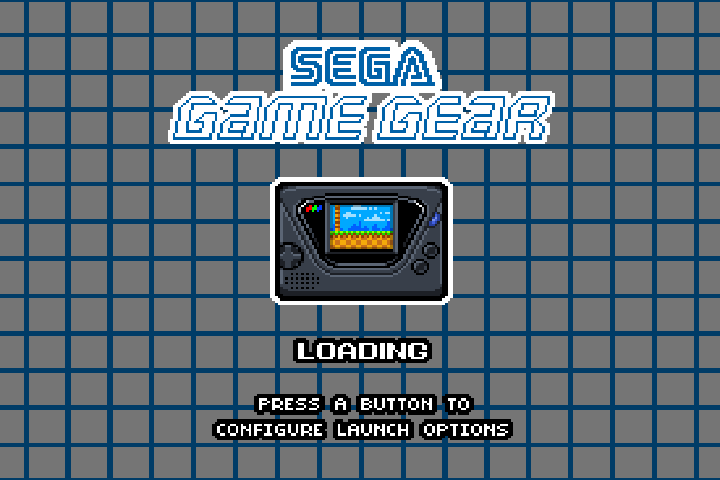 SEGA
GAME GEAR
LOADING
PRESS A BUTTON TO
CONFIGURE LAUNCH OPTIONS